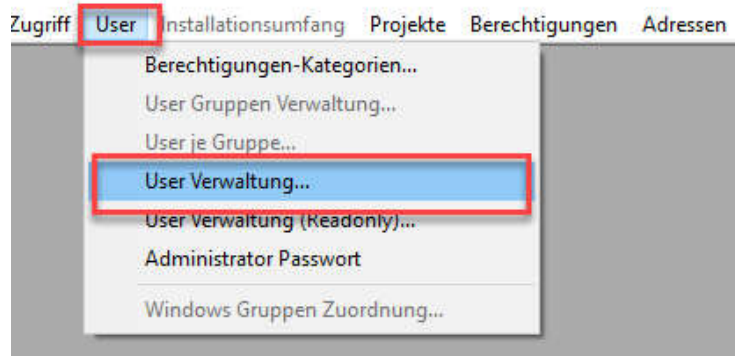 Zugriff User Installationsumfang Projekte Berechtigungen Adressen
Berechtigungen-Kategorien...
User Gruppen Verwaltung...
User je Gruppe...
User Verwaltung...
User Verwaltung (Readonly)...
Administrator Passwort
Windows Gruppen Zuordnung...